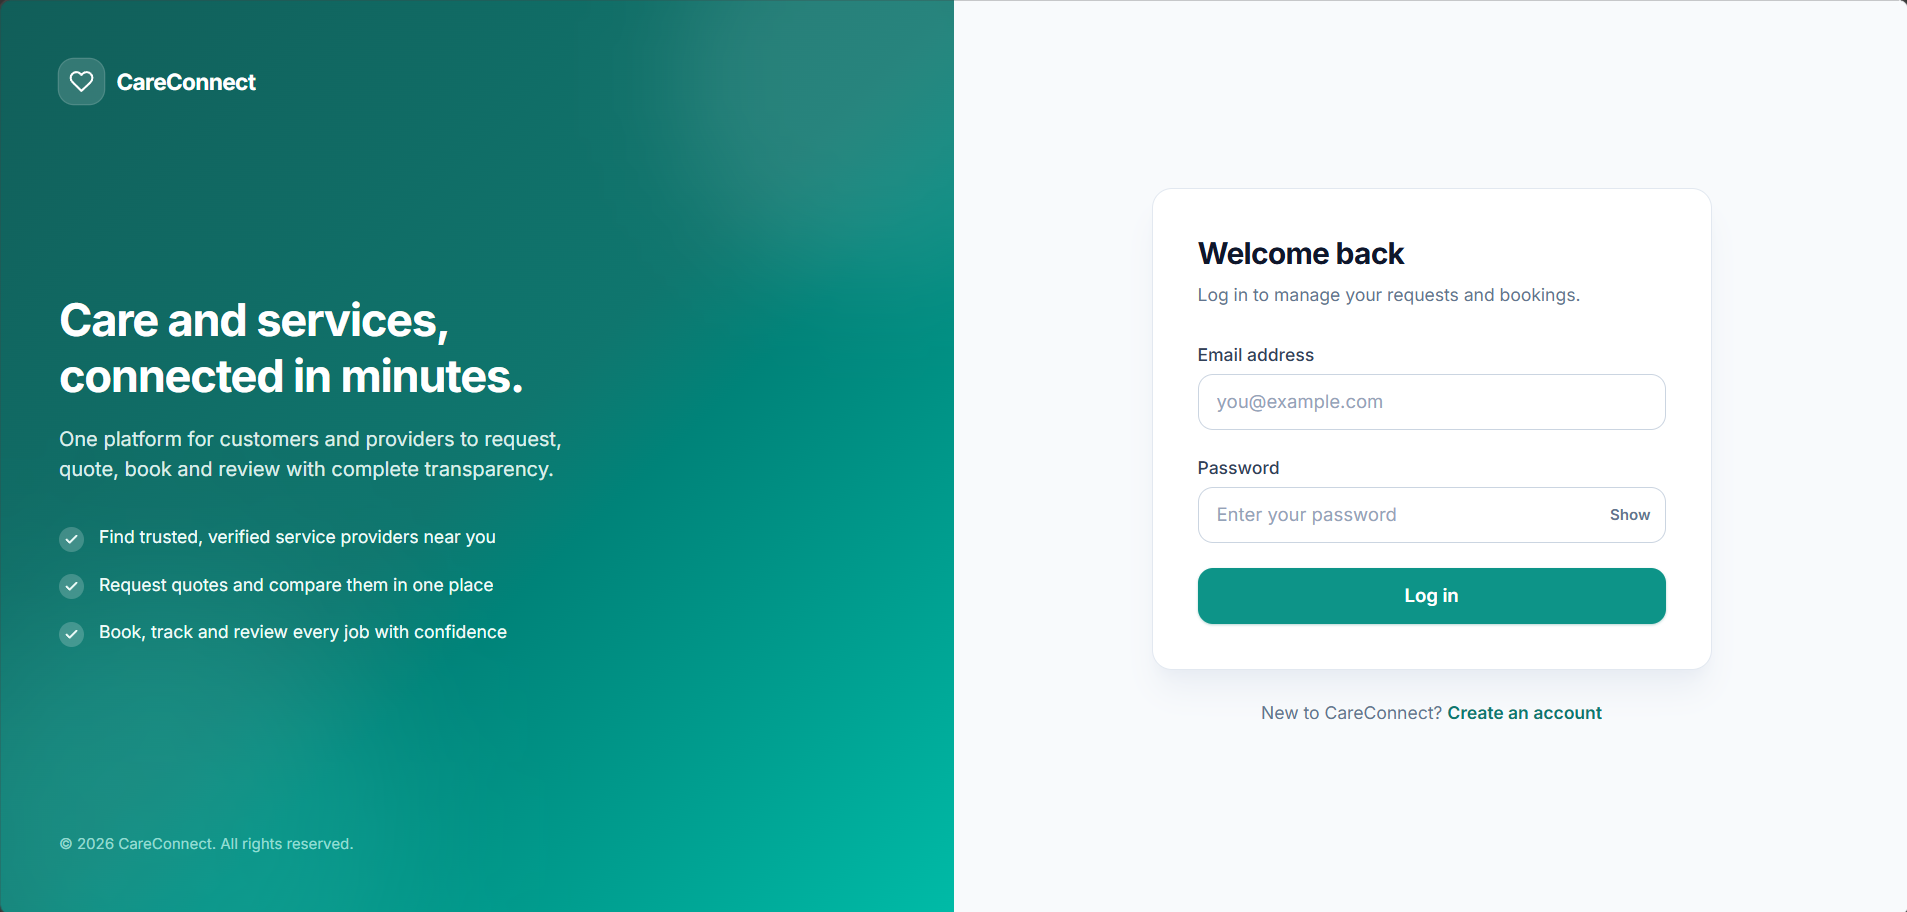 CareConnect
Care and services,
connected in minutes.
One platform for customers and providers to request,
quote, book and review with complete transparency.
Find trusted, verified service providers near you
Request quotes and compare them in one place
Book, track and review every job with confidence
© 2026 CareConnect. All rights reserved.
Welcome back
Log in to manage your requests and bookings.
Email address
you@example.com
Password
Enter your password Show
Log in
New to CareConnect? Create an account